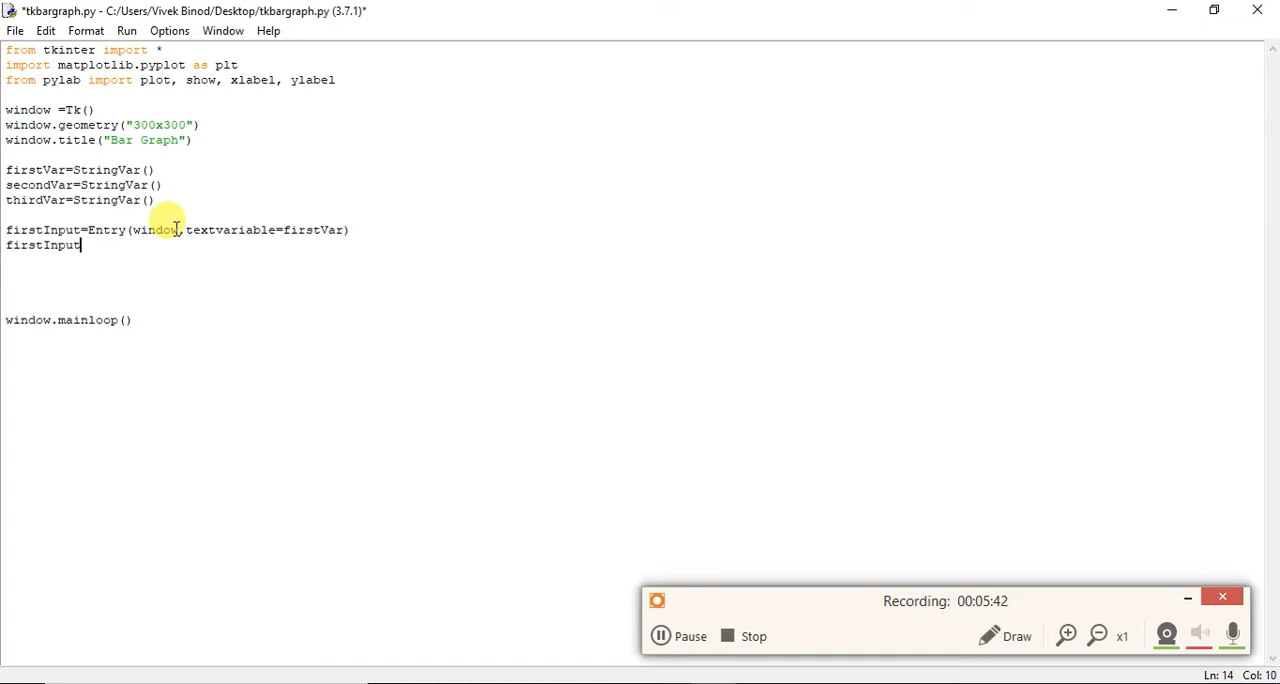 *tkbargraph.py - C:/Users/Vivek Binod/Desktop/tkbargraph.py (3.7.1)*
File Edit Format Run Options Window Help
from tkinter import *
import matplotlib.pyplot as plt
from pylab import plot, show, xlabel, ylabel
window =Tk()
window.geometry("300x300")
window.title("Bar Graph")
firstVar=StringVar()
secondVar=StringVar()
thirdVar=StringVar()
firstInput=Entry(window,textvariable=firstVar)
firstInput
window.mainloop()
Recording: 00:05:42
Pause Stop Draw x1
Ln: 14 Col: 10